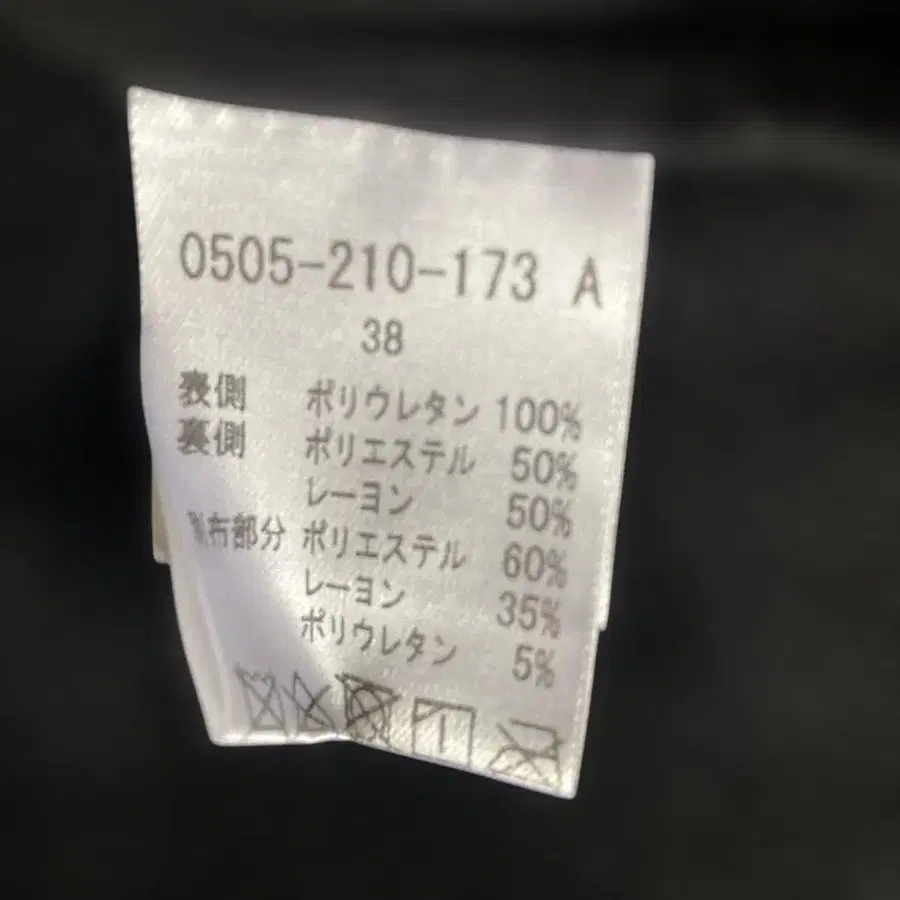 0505-210-173 A
38
表側 ポリウレタン 100%
裏側 ポリエステル 50%
レーヨン 50%
布部分 ポリエステル 60%
レーヨン 35%
ポリウレタン 5%